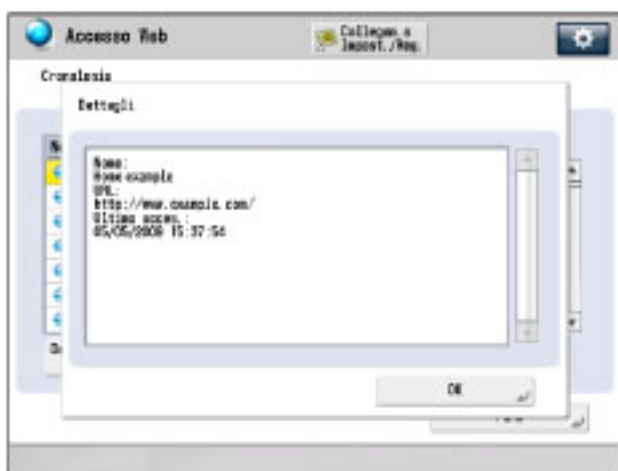 Accesso Web
Collegam. a
Impost./Reg.
Cronologia
Dettagli
Nome:
Home example
URL:
http://www.example.com/
Ultimo acces.:
05/05/2008 15:37:54
OK